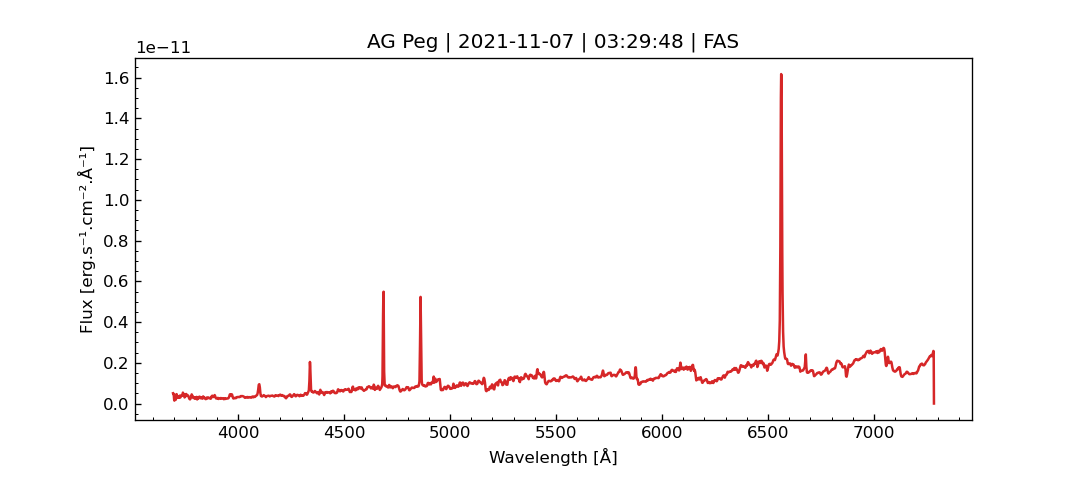 AG Peg | 2021-11-07 | 03:29:48 | FAS
1e−11
1.6
1.4
1.2
1.0
0.8
0.6
0.4
0.2
0.0
Flux [erg.s⁻¹.cm⁻².Å⁻¹]
4000 4500 5000 5500 6000 6500 7000
Wavelength [Å]